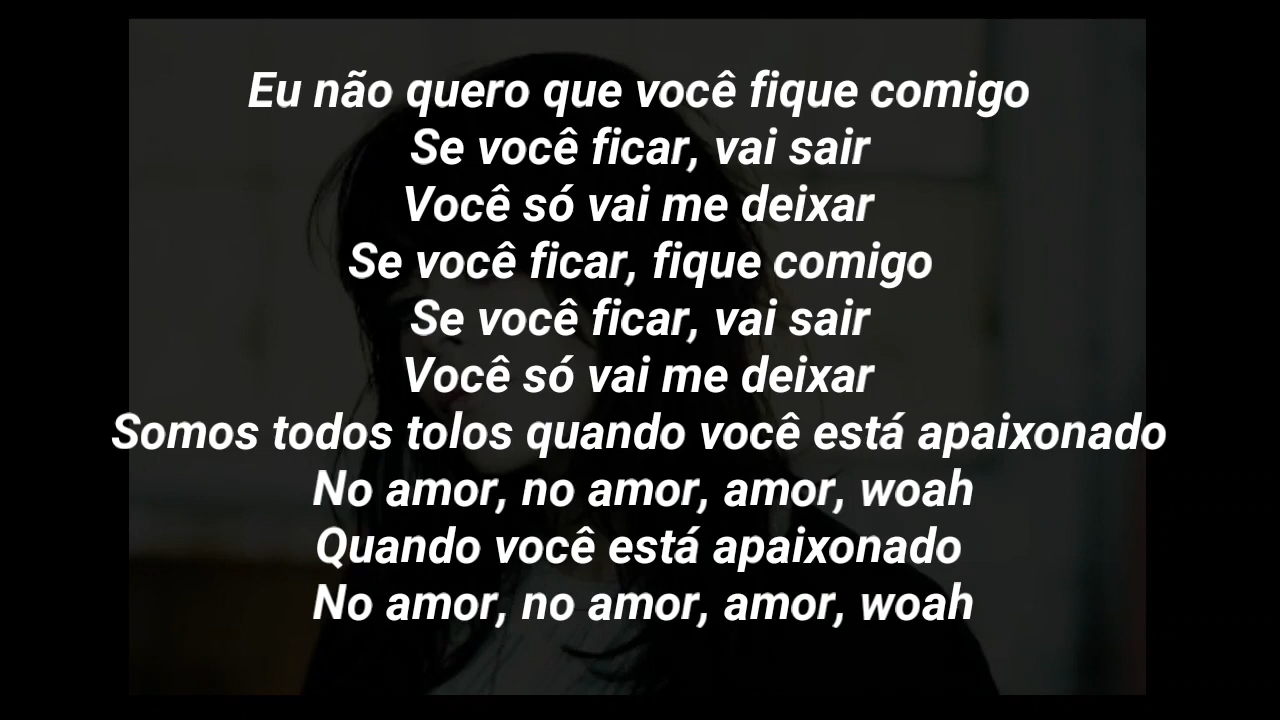 Eu não quero que você fique comigo
Se você ficar, vai sair
Você só vai me deixar
Se você ficar, fique comigo
Se você ficar, vai sair
Você só vai me deixar
Somos todos tolos quando você está apaixonado
No amor, no amor, amor, woah
Quando você está apaixonado
No amor, no amor, amor, woah